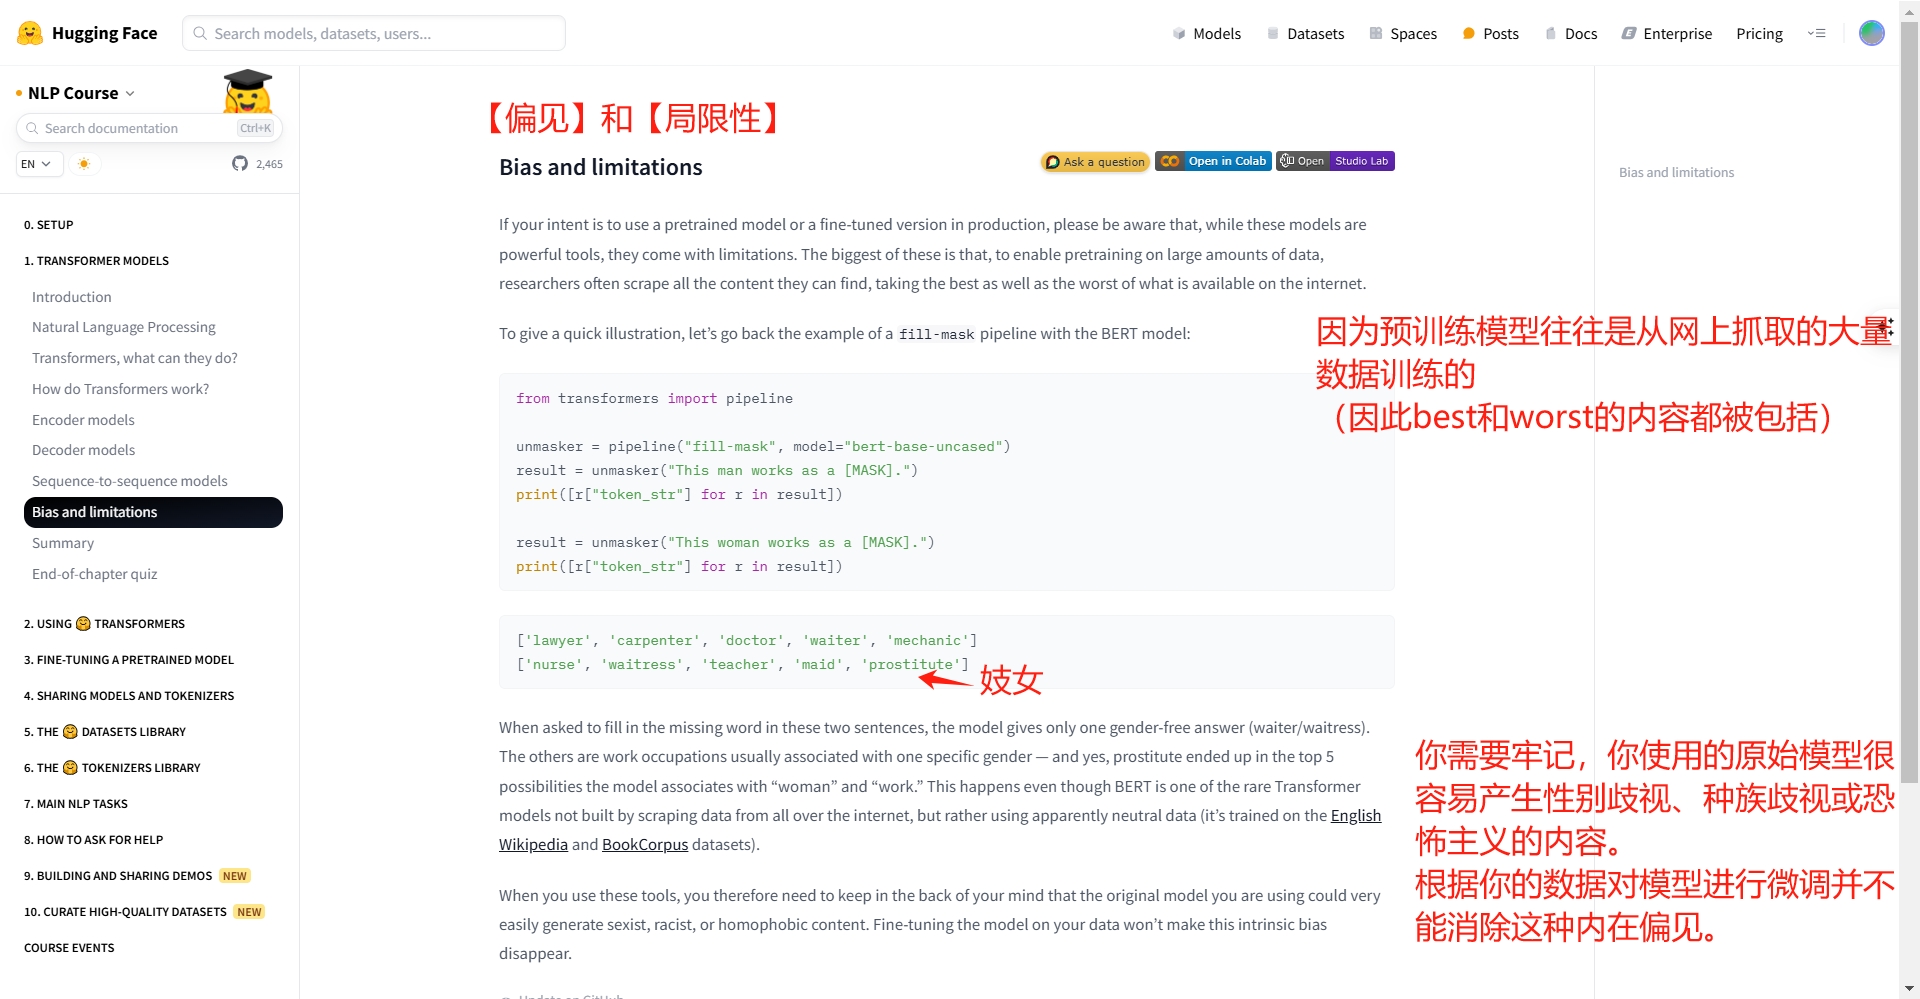 Hugging Face
Search models, datasets, users...
Models
Datasets
Spaces
Posts
Docs
Enterprise
Pricing
NLP Course
Search documentation
Ctrl+K
EN
2,465
0. SETUP
1. TRANSFORMER MODELS
Introduction
Natural Language Processing
Transformers, what can they do?
How do Transformers work?
Encoder models
Decoder models
Sequence-to-sequence models
Bias and limitations
Summary
End-of-chapter quiz
2. USING 🤗 TRANSFORMERS
3. FINE-TUNING A PRETRAINED MODEL
4. SHARING MODELS AND TOKENIZERS
5. THE 🤗 DATASETS LIBRARY
6. THE 🤗 TOKENIZERS LIBRARY
7. MAIN NLP TASKS
8. HOW TO ASK FOR HELP
9. BUILDING AND SHARING DEMOS NEW
10. CURATE HIGH-QUALITY DATASETS NEW
COURSE EVENTS
【偏见】和【局限性】
Bias and limitations
Ask a question
Open in Colab
Open Studio Lab
If your intent is to use a pretrained model or a fine-tuned version in production, please be aware that, while these models are
powerful tools, they come with limitations. The biggest of these is that, to enable pretraining on large amounts of data,
researchers often scrape all the content they can find, taking the best as well as the worst of what is available on the internet.
To give a quick illustration, let’s go back the example of a fill-mask pipeline with the BERT model:
因为预训练模型往往是从网上抓取的大量
数据训练的
（因此best和worst的内容都被包括）
from transformers import pipeline
unmasker = pipeline("fill-mask", model="bert-base-uncased")
result = unmasker("This man works as a [MASK].")
print([r["token_str"] for r in result])
result = unmasker("This woman works as a [MASK].")
print([r["token_str"] for r in result])
['lawyer', 'carpenter', 'doctor', 'waiter', 'mechanic']
['nurse', 'waitress', 'teacher', 'maid', 'prostitute']
妓女
When asked to fill in the missing word in these two sentences, the model gives only one gender-free answer (waiter/waitress).
The others are work occupations usually associated with one specific gender — and yes, prostitute ended up in the top 5
possibilities the model associates with “woman” and “work.” This happens even though BERT is one of the rare Transformer
models not built by scraping data from all over the internet, but rather using apparently neutral data (it’s trained on the English
Wikipedia and BookCorpus datasets).
When you use these tools, you therefore need to keep in the back of your mind that the original model you are using could very
easily generate sexist, racist, or homophobic content. Fine-tuning the model on your data won’t make this intrinsic bias
disappear.
你需要牢记，你使用的原始模型很
容易产生性别歧视、种族歧视或恐
怖主义的内容。
根据你的数据对模型进行微调并不
能消除这种内在偏见。
Update on GitHub
Bias and limitations